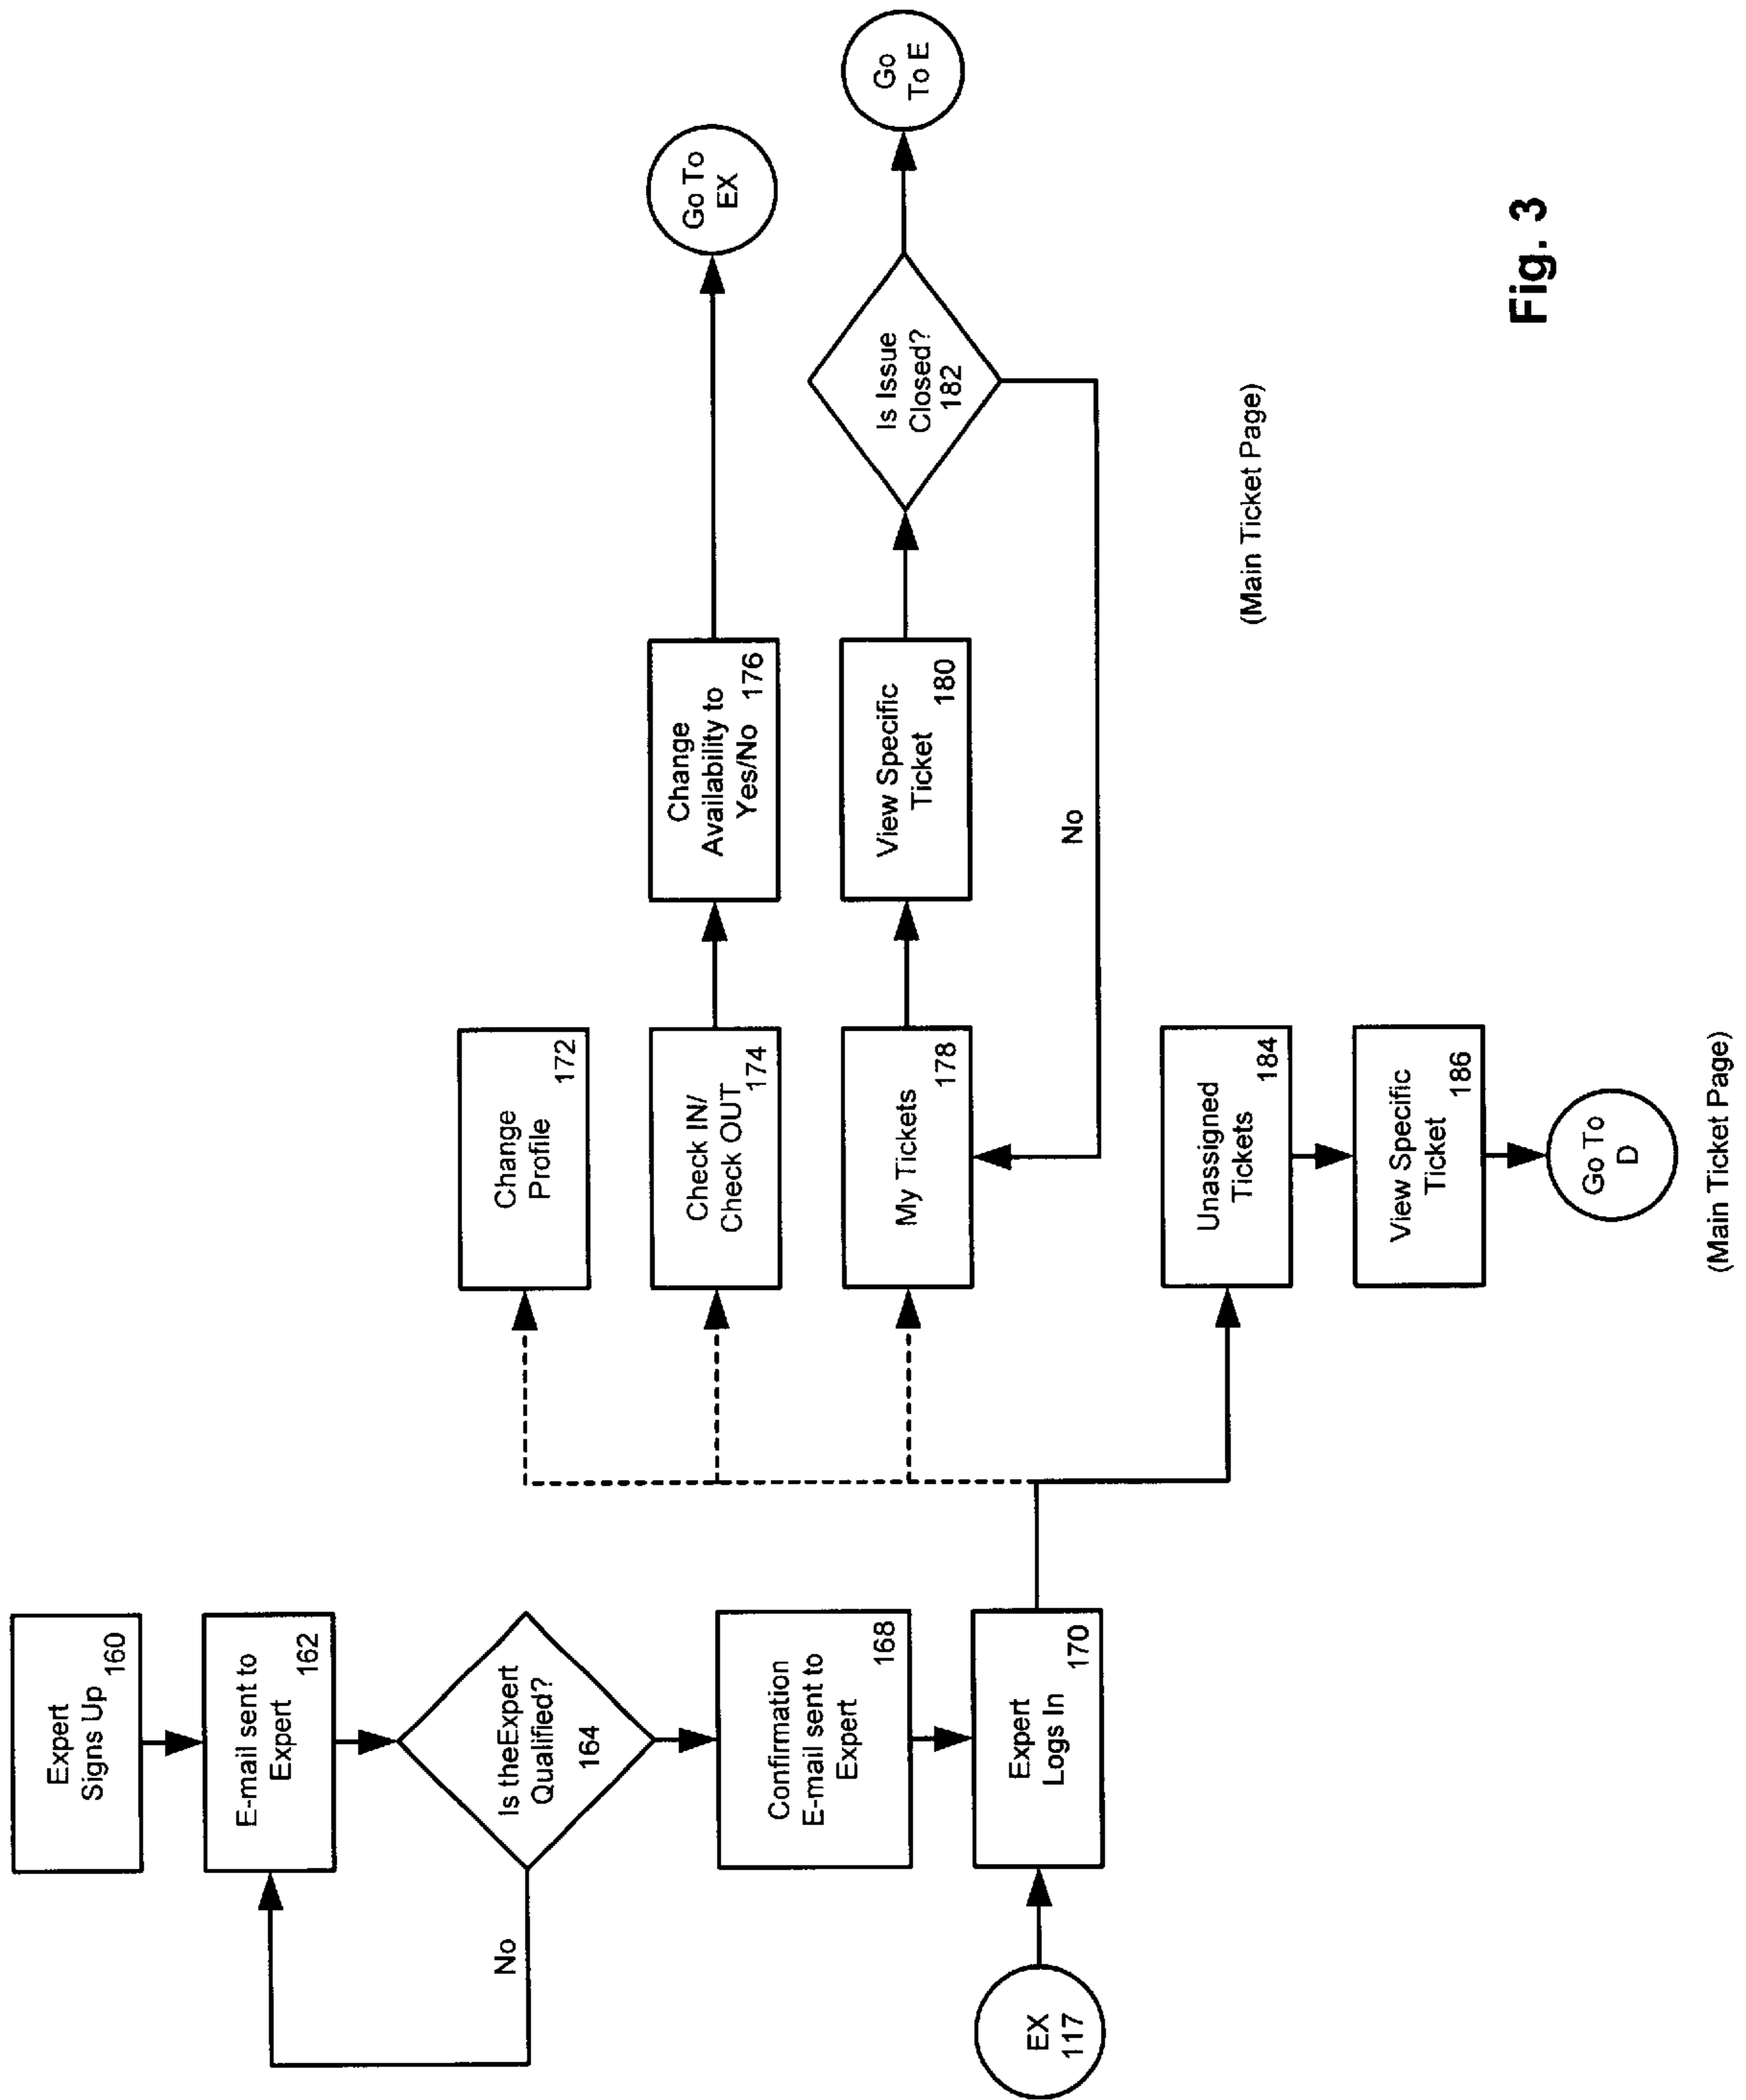 Expert
Signs Up
160
E-mail sent to
Expert
162
Is theExpert
Qualified?
164
No
Confirmation
E-mail sent to
Expert
168
EX
117
Expert
Logs In
170
Change
Profile
172
Check IN/
Check OUT
174
Change
Availability to
Yes/No 176
Go To
EX
My Tickets
178
View Specific
Ticket
180
Is Issue
Closed?
182
Go
To E
No
Unassigned
Tickets
184
View Specific
Ticket
186
Go To
D
(Main Ticket Page)
(Main Ticket Page)
Fig. 3